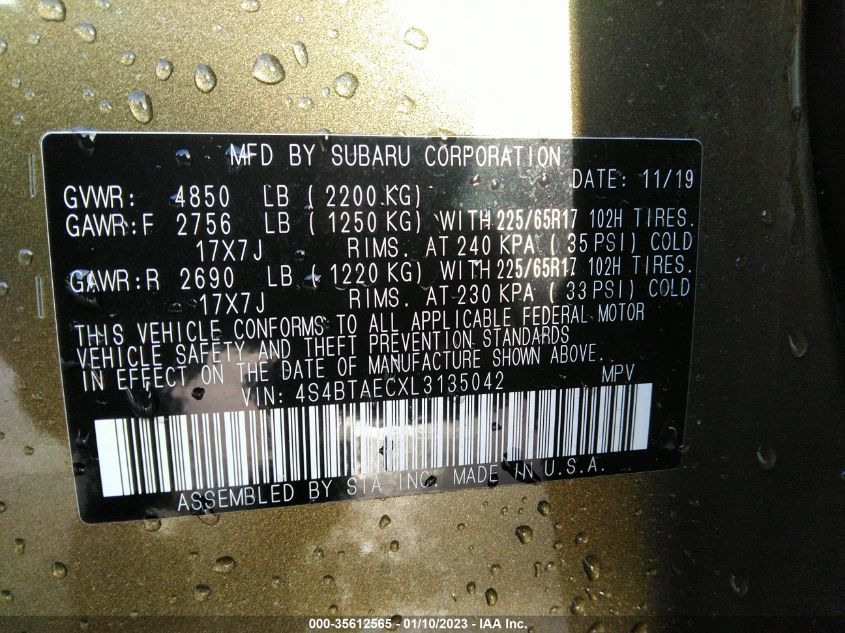 MFD BY SUBARU CORPORATION
DATE: 11/19
GVWR: 4850 LB ( 2200 KG)
GAWR:F 2756 LB ( 1250 KG) WITH 225/65R17 102H TIRES.
17X7J RIMS. AT 240 KPA ( 35 PSI) COLD
GAWR:R 2690 LB ( 1220 KG) WITH 225/65R17 102H TIRES.
17X7J RIMS. AT 230 KPA ( 33 PSI) COLD
THIS VEHICLE CONFORMS TO ALL APPLICABLE FEDERAL MOTOR
VEHICLE SAFETY AND THEFT PREVENTION STANDARDS
IN EFFECT ON THE DATE OF MANUFACTURE SHOWN ABOVE.
VIN: 4S4BTAECXL3135042 MPV
ASSEMBLED BY SIA INC. MADE IN U.S.A.
000-35612565 - 01/10/2023 - IAA Inc.